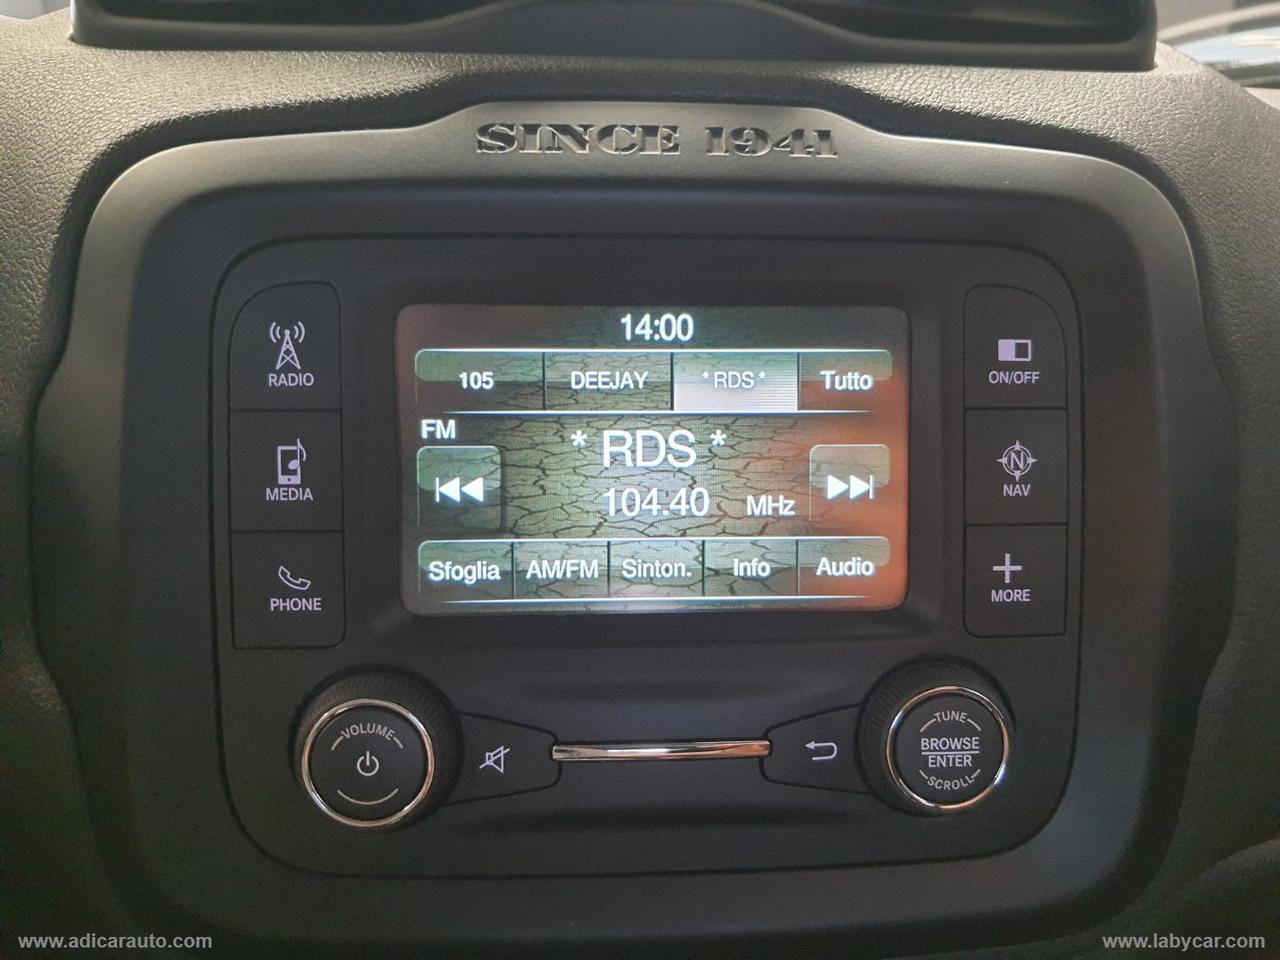 SINCE 1941
14:00
105 DEEJAY * RDS * Tutto
FM
* RDS *
104.40 MHz
Sfoglia AM/FM Sinton. Info Audio
RADIO
MEDIA
PHONE
ON/OFF
N
NAV
MORE
VOLUME
TUNE
BROWSE
ENTER
SCROLL
www.adicarauto.com
www.labycar.com